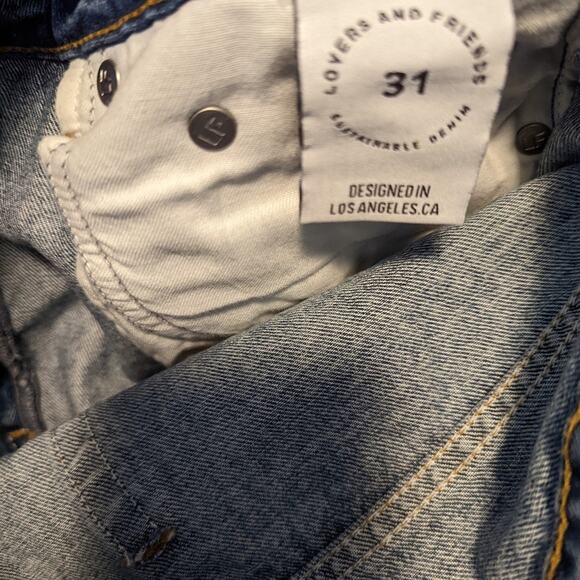 LOVERS AND FRIENDS
31
SUSTAINABLE DENIM
DESIGNED IN
LOS ANGELES.CA